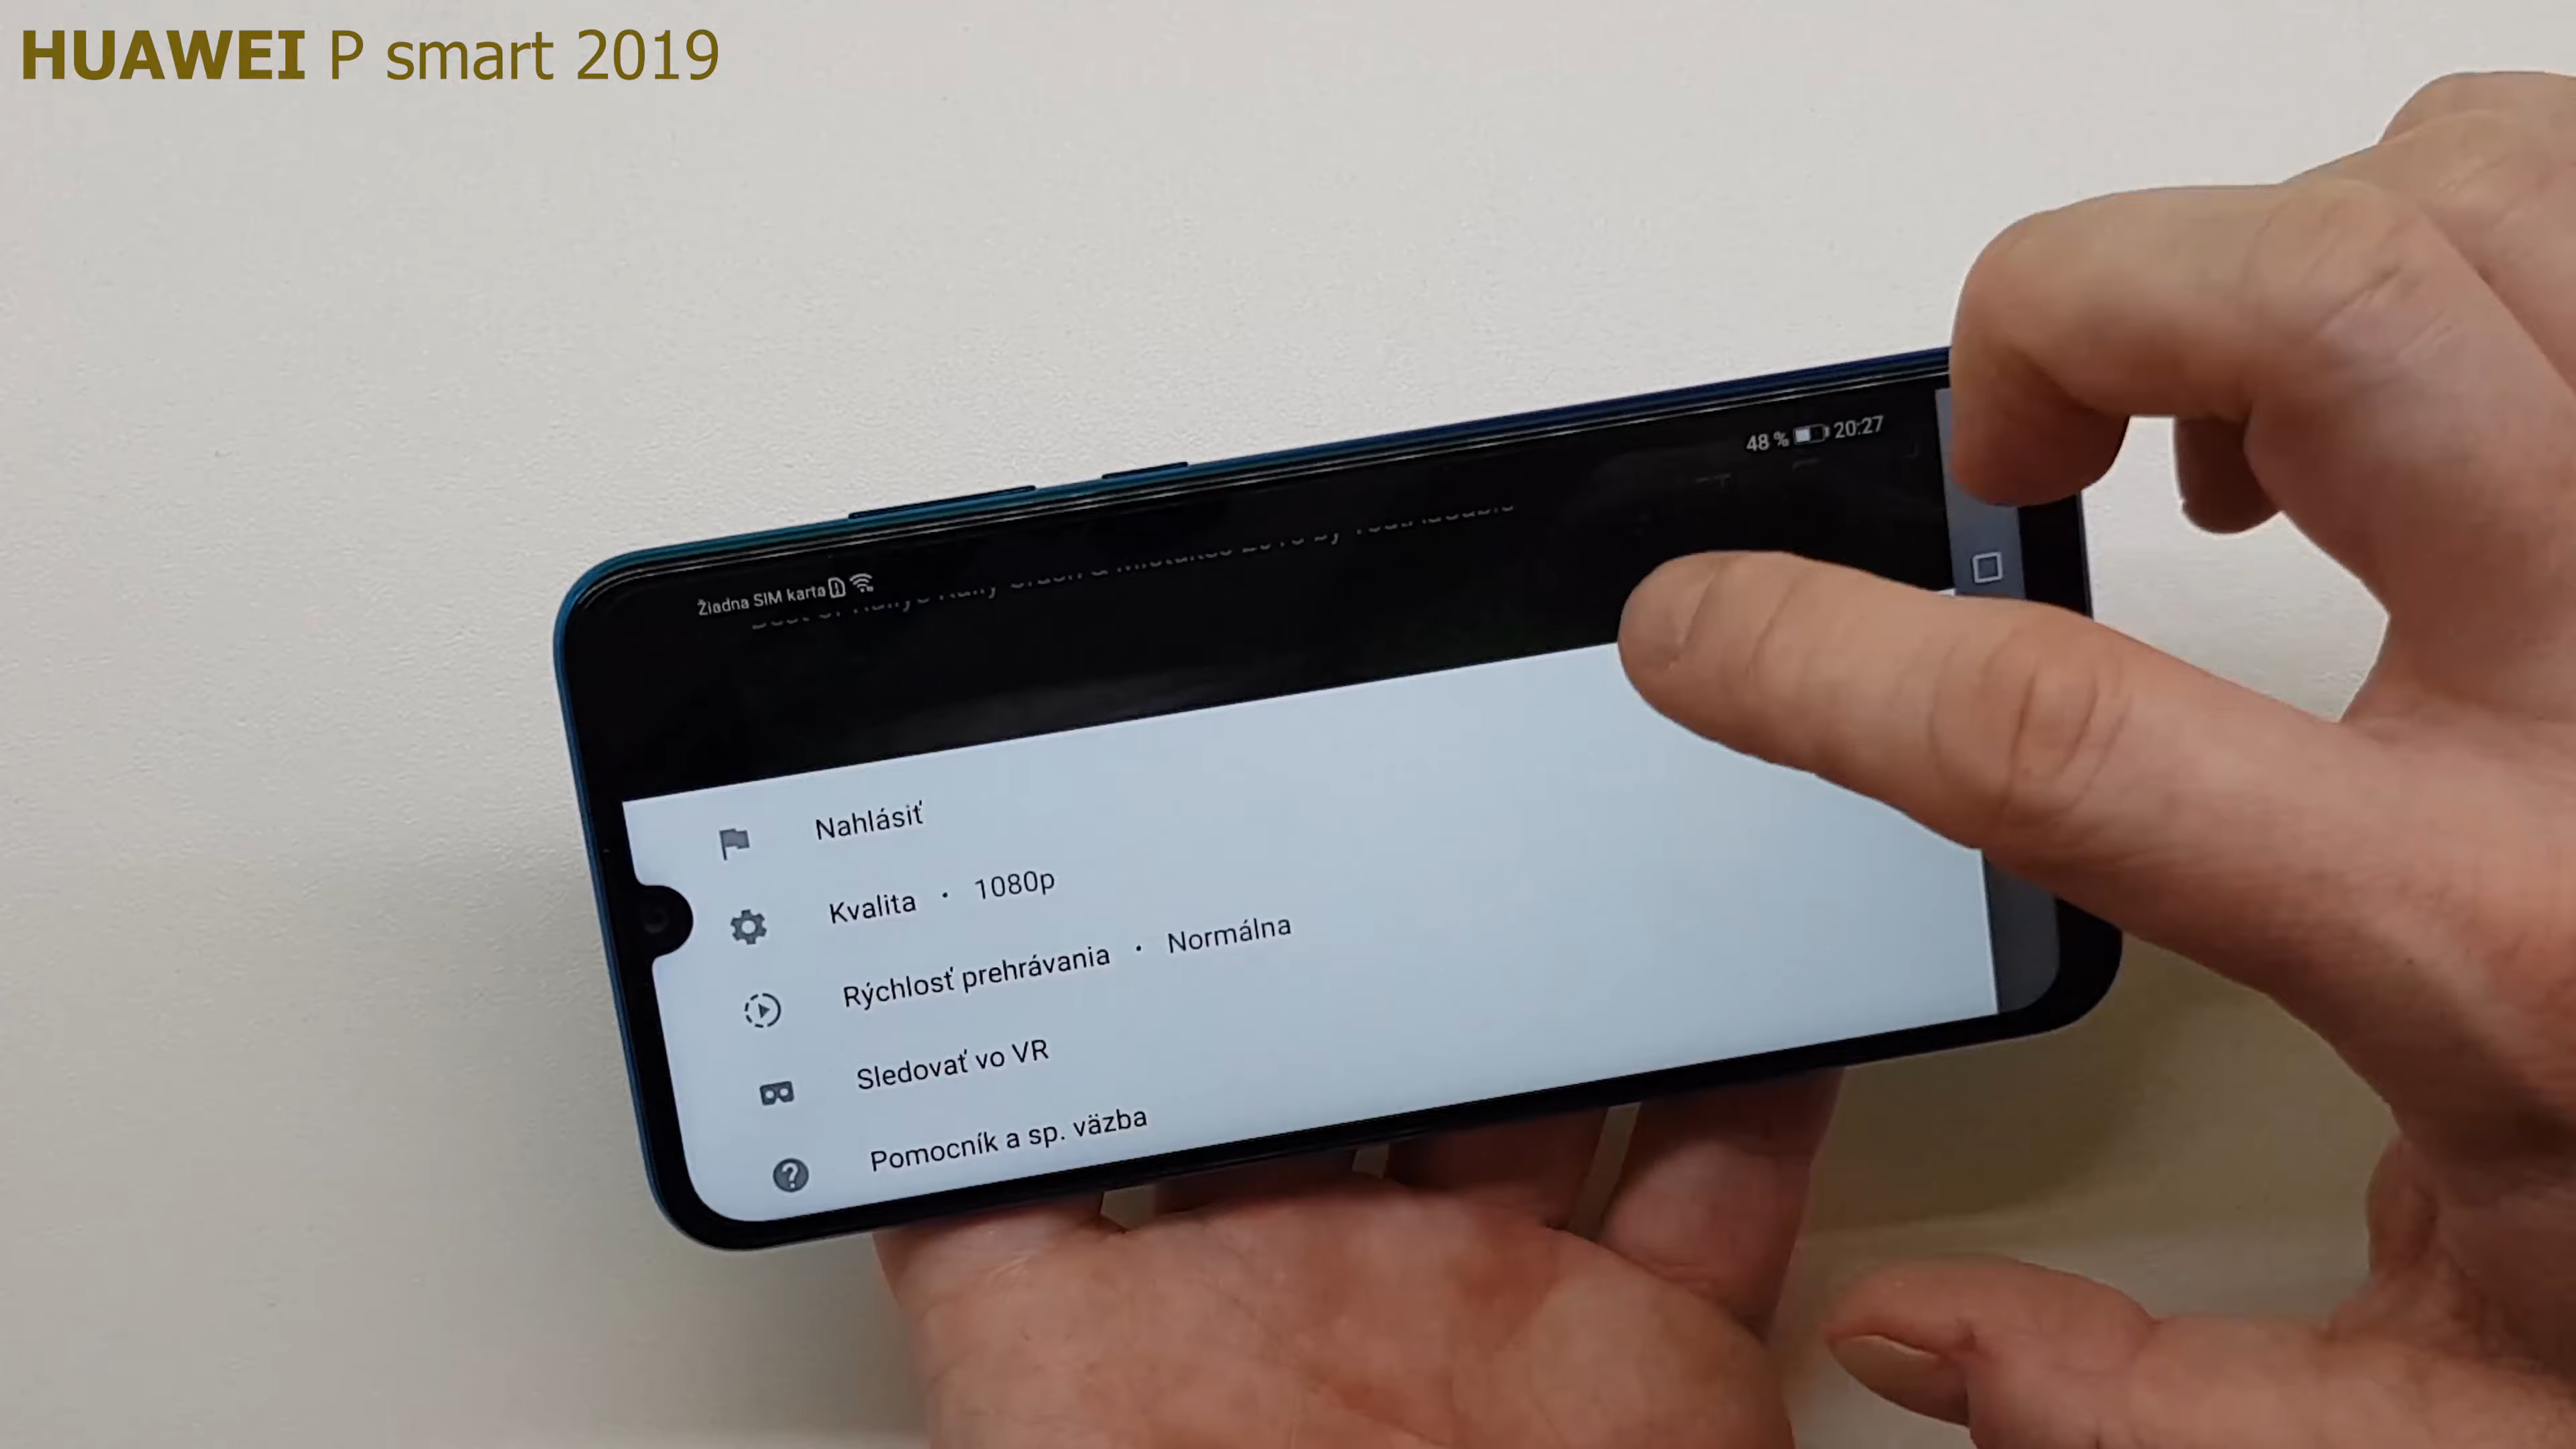 HUAWEI P smart 2019
48 % 20:27
Žiadna SIM karta
Nahlásiť
Kvalita · 1080p
Rýchlosť prehrávania · Normálna
Sledovať vo VR
Pomocník a sp. väzba